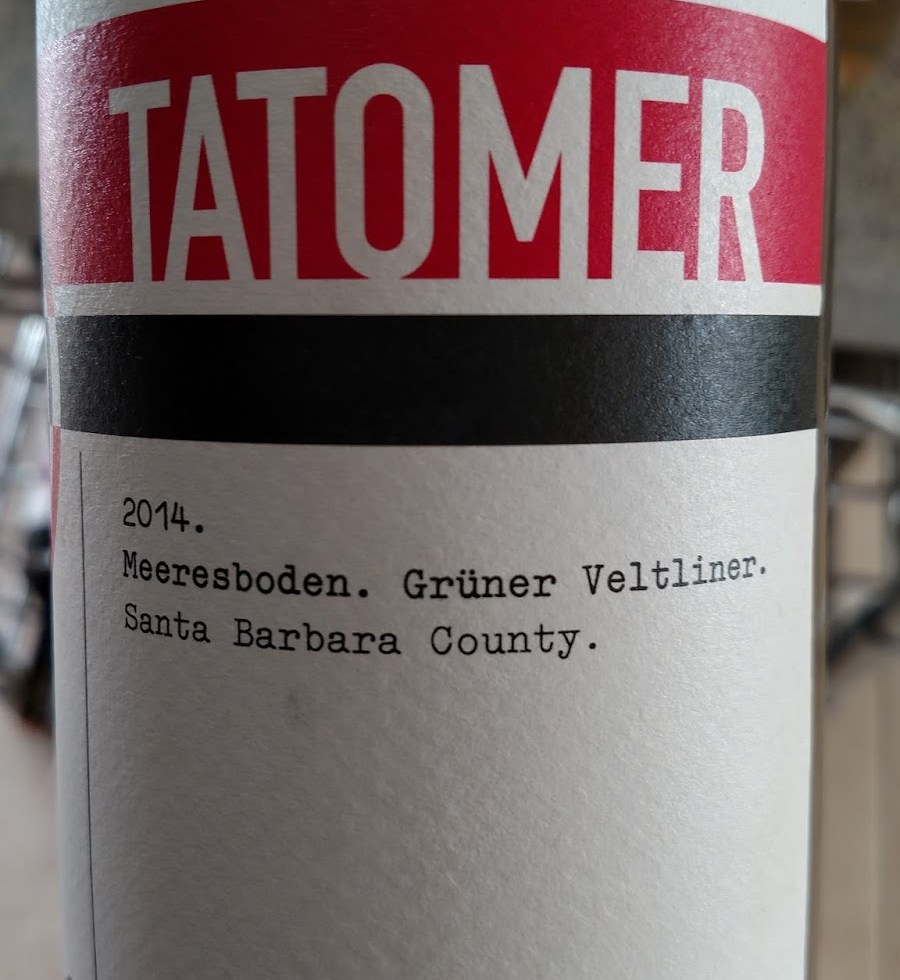 TATOMER
2014.
Meeresboden. Grüner Veltliner.
Santa Barbara County.